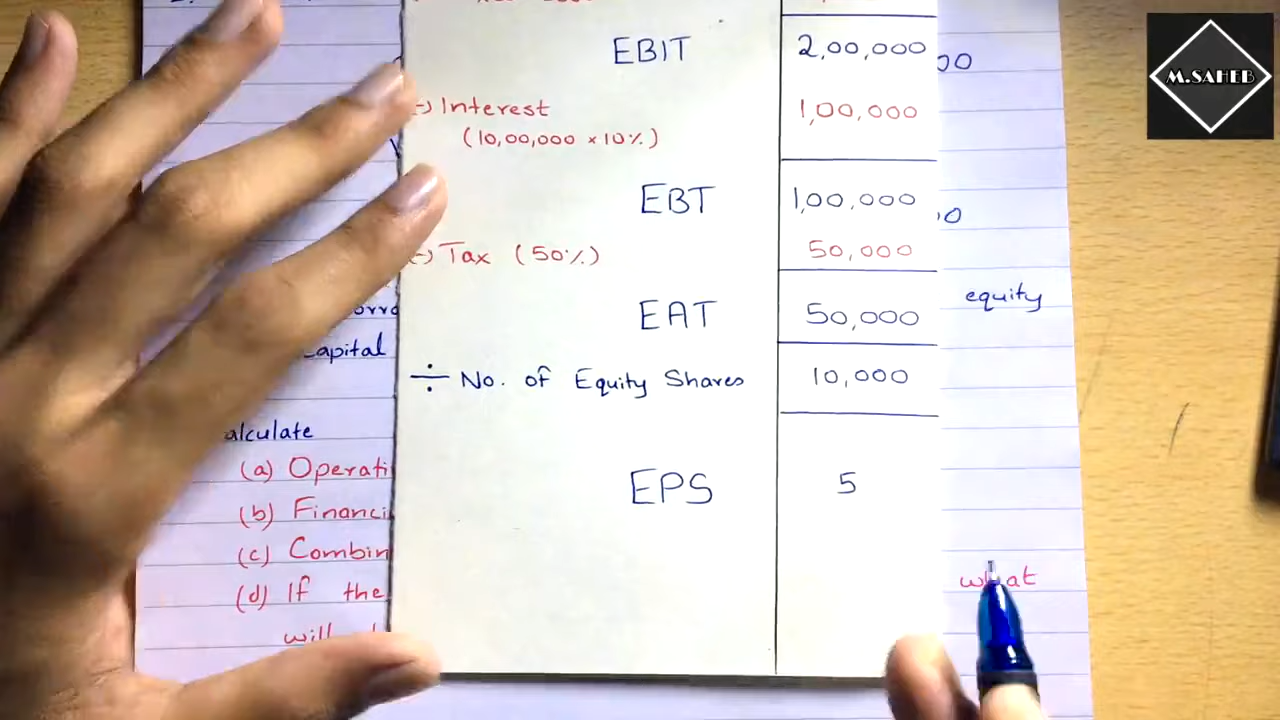 EBIT 2,00,000
(-) Interest 1,00,000
(10,00,000 × 10%)
EBT 1,00,000
(-) Tax (50%) 50,000
EAT 50,000
÷ No. of Equity Shares 10,000
EPS 5
equity
capital
alculate
(a) Operati
(b) Financi
(c) Combin
(d) If the
what
will
M.SAHEB